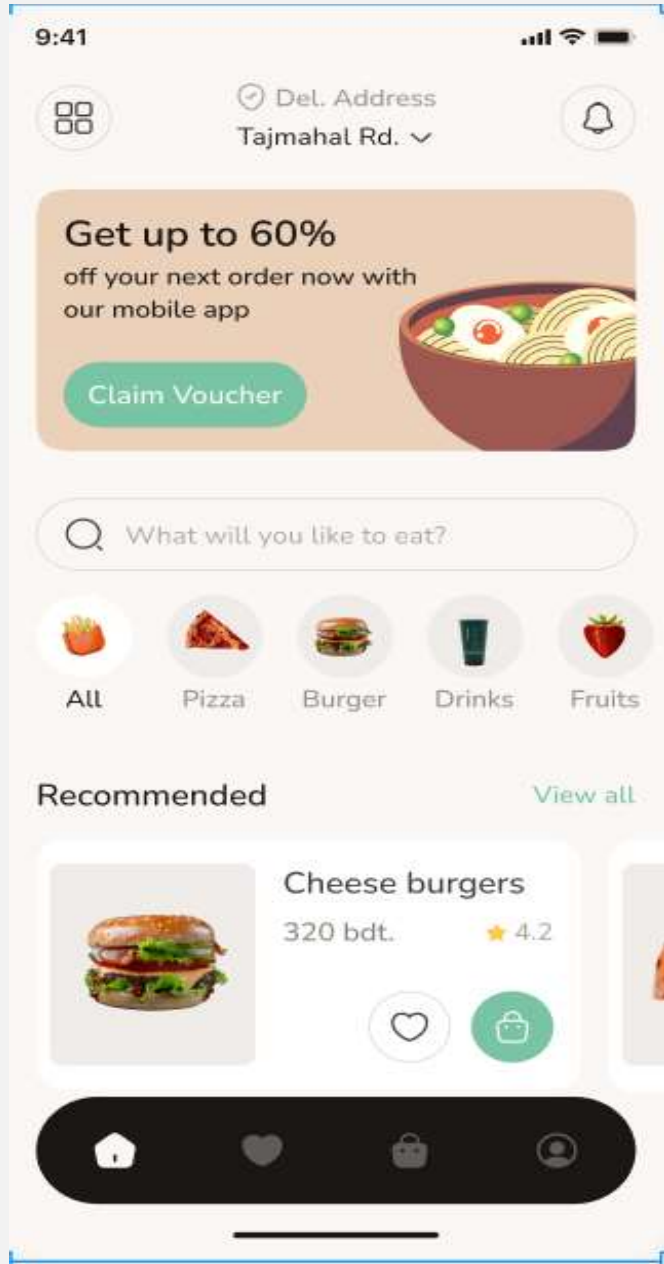 9:41
Del. Address
Tajmahal Rd.
Get up to 60%
off your next order now with
our mobile app
Claim Voucher
What will you like to eat?
All Pizza Burger Drinks Fruits
Recommended View all
Cheese burgers
320 bdt. 4.2